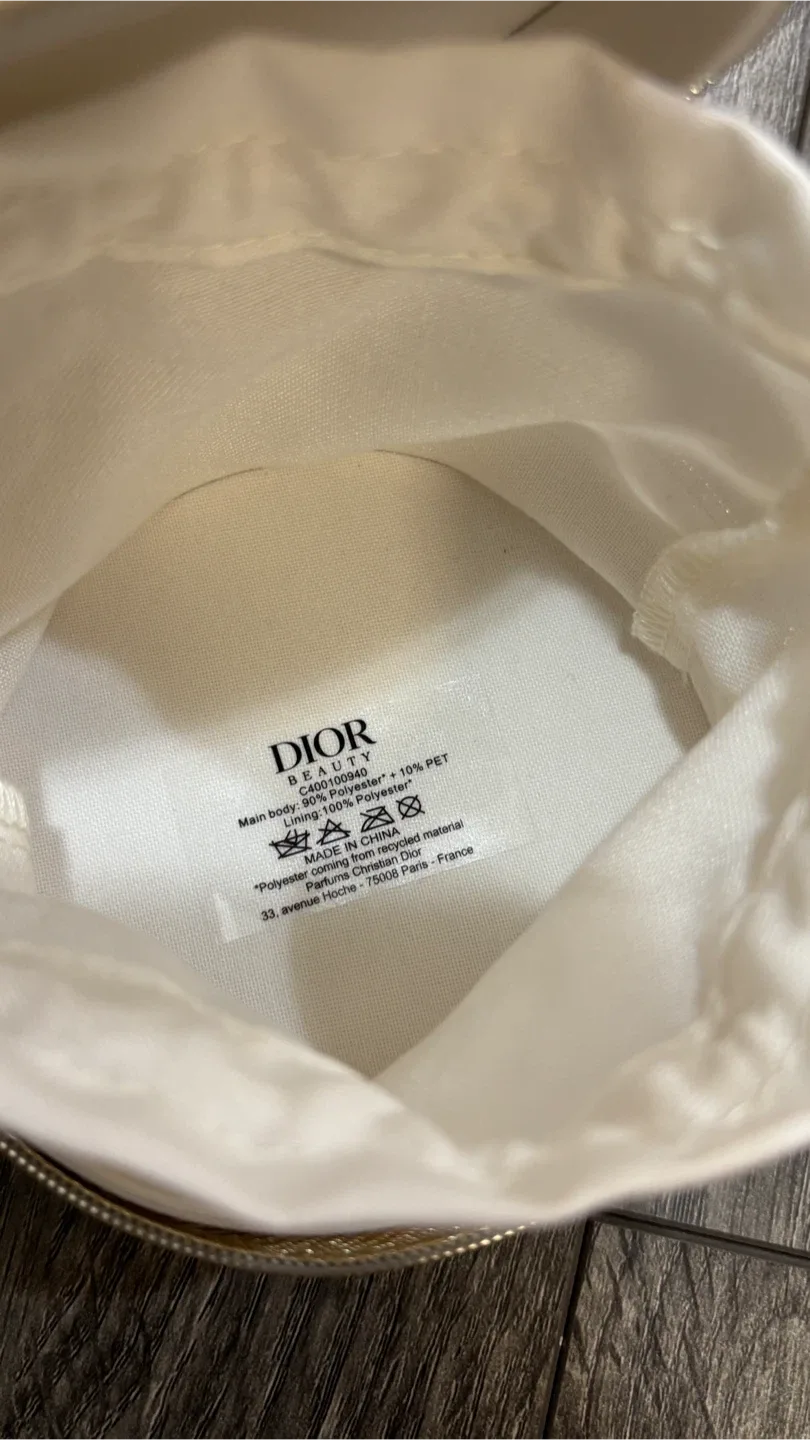 DIOR
BEAUTY
C400100940
Main body: 90% Polyester* + 10% PET
Lining:100% Polyester*
MADE IN CHINA
*Polyester coming from recycled material
Parfums Christian Dior
33, avenue Hoche - 75008 Paris - France